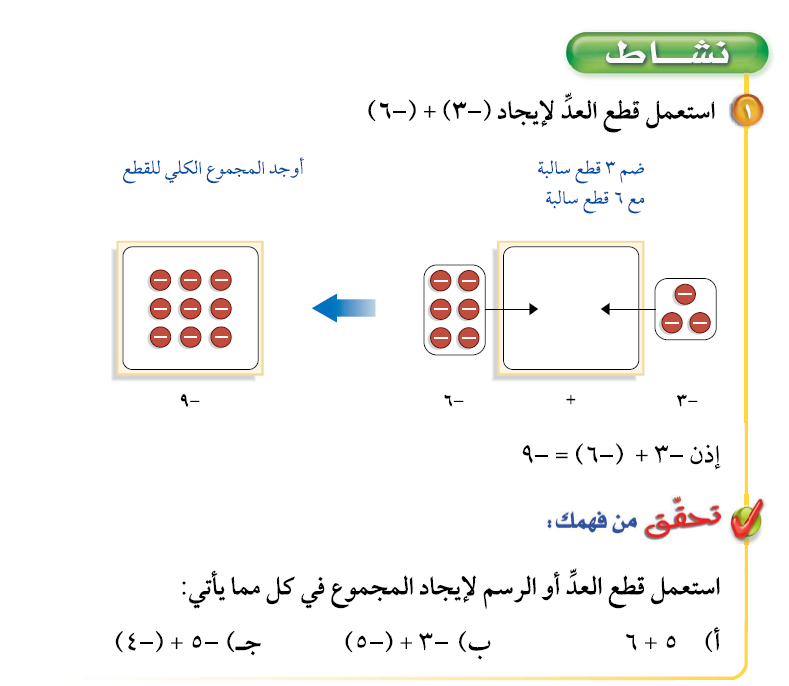 نشاط
١ استعمل قطع العدِّ لإيجاد (–٣) + (–٦)
ضم ٣ قطع سالبة
مع ٦ قطع سالبة
أوجد المجموع الكلي للقطع
–٣ + –٦ –٩
إذن –٣ + (–٦) = –٩
تحقّق من فهمك:
استعمل قطع العدِّ أو الرسم لإيجاد المجموع في كل مما يأتي:
أ) ٥ + ٦ ب) –٣ + (–٥) جـ) –٥ + (–٤)